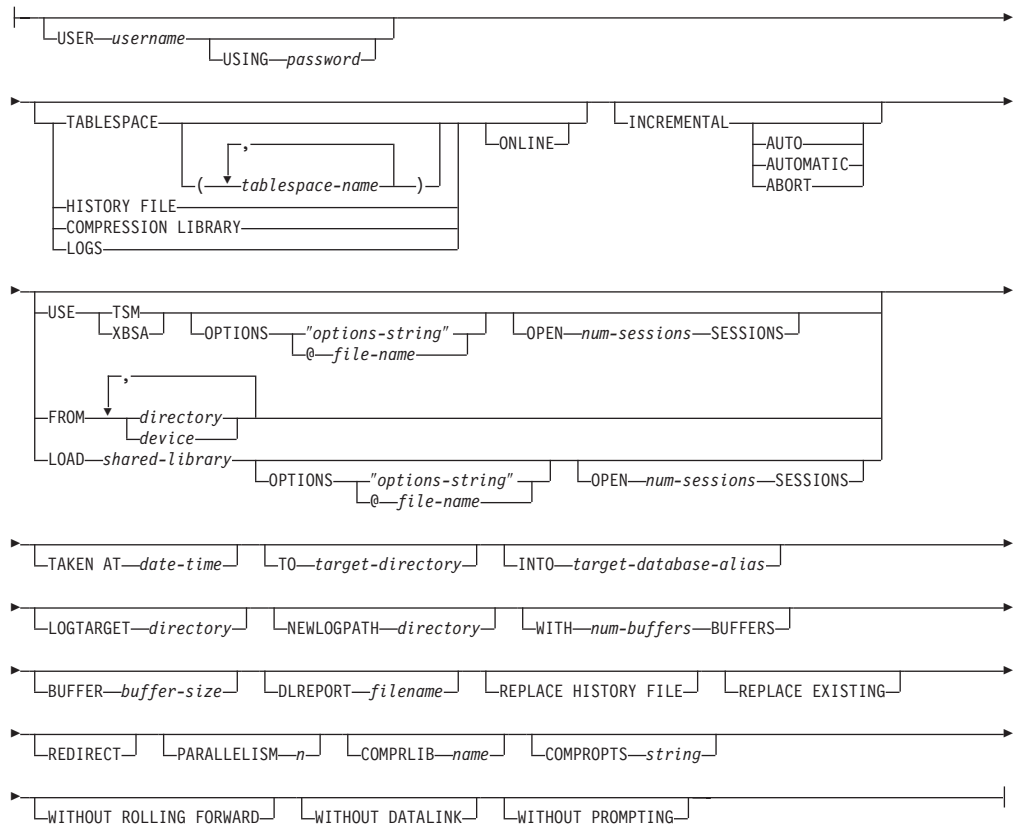 USER username
USING password
TABLESPACE
,
( tablespace-name )
HISTORY FILE
COMPRESSION LIBRARY
LOGS
ONLINE
INCREMENTAL
AUTO
AUTOMATIC
ABORT
USE TSM
XBSA
OPTIONS "options-string"
@ file-name
OPEN num-sessions SESSIONS
,
FROM directory
device
LOAD shared-library
OPTIONS "options-string"
@ file-name
OPEN num-sessions SESSIONS
TAKEN AT date-time TO target-directory INTO target-database-alias
LOGTARGET directory NEWLOGPATH directory WITH num-buffers BUFFERS
BUFFER buffer-size DLREPORT filename REPLACE HISTORY FILE REPLACE EXISTING
REDIRECT PARALLELISM n COMPRLIB name COMPROPTS string
WITHOUT ROLLING FORWARD WITHOUT DATALINK WITHOUT PROMPTING